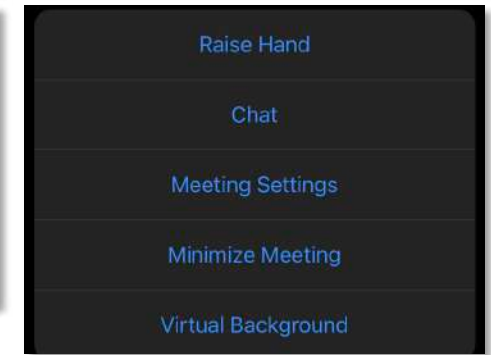 Raise Hand
Chat
Meeting Settings
Minimize Meeting
Virtual Background